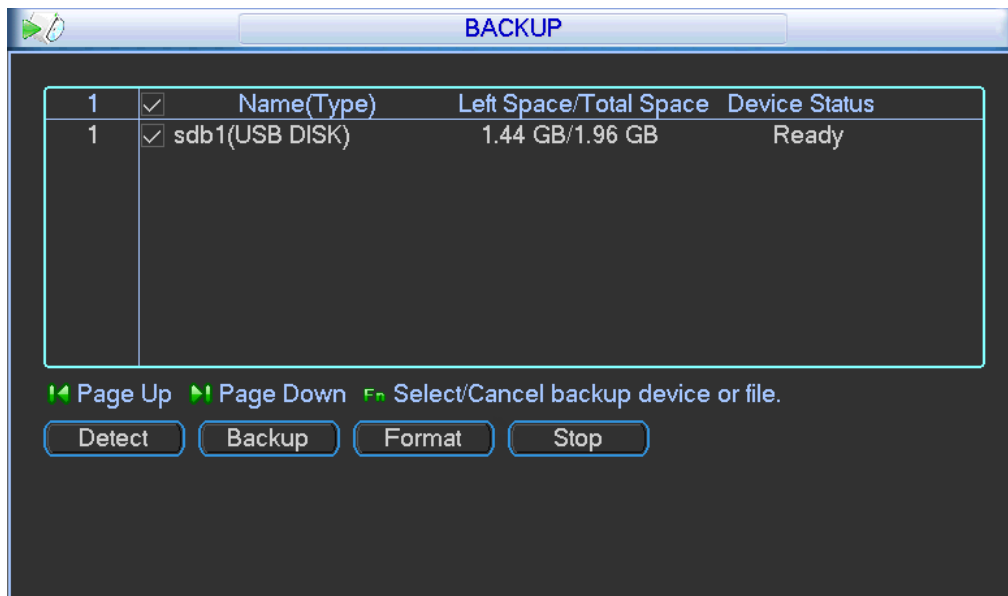 BACKUP
1 Name(Type) Left Space/Total Space Device Status
1 sdb1(USB DISK) 1.44 GB/1.96 GB Ready
Page Up Page Down Fn Select/Cancel backup device or file.
Detect Backup Format Stop